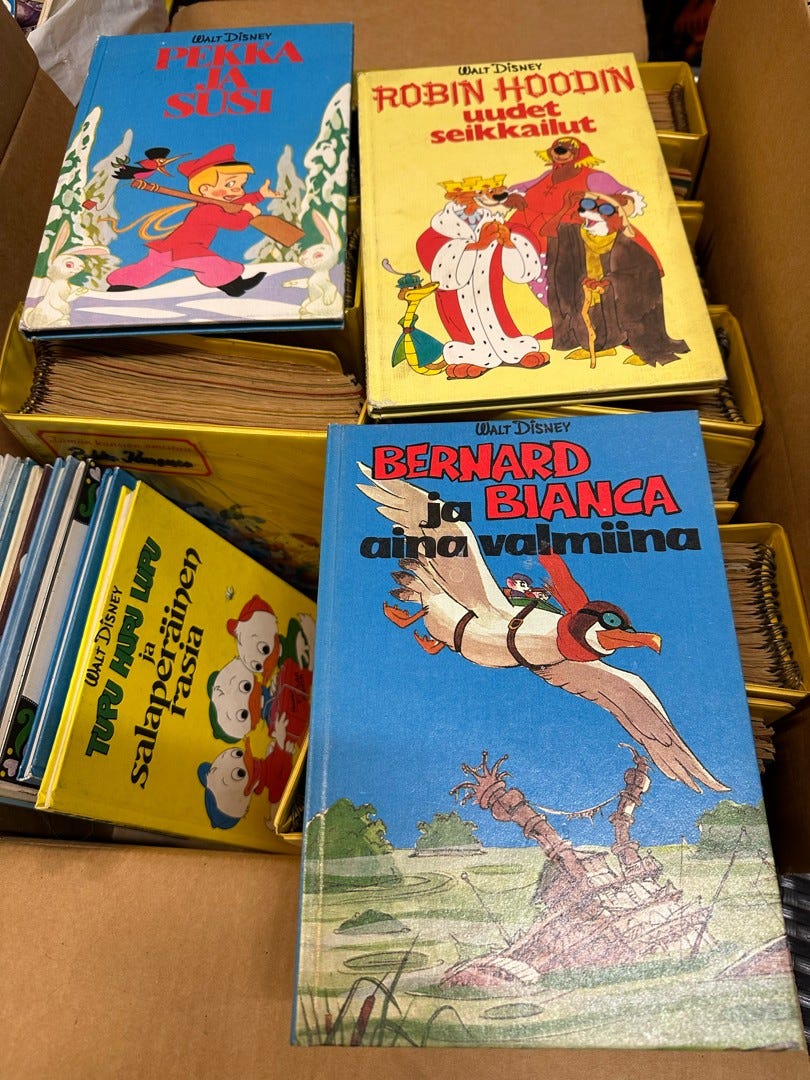 WALT DISNEY
PEKKA
JA
SUSI
WALT DISNEY
ROBIN HOODIN
uudet
seikkailut
WALT DISNEY
BERNARD
ja BIANCA
aina valmiina
WALT DISNEY
TUPU HUPU LUPU
ja
salaperäinen
rasia